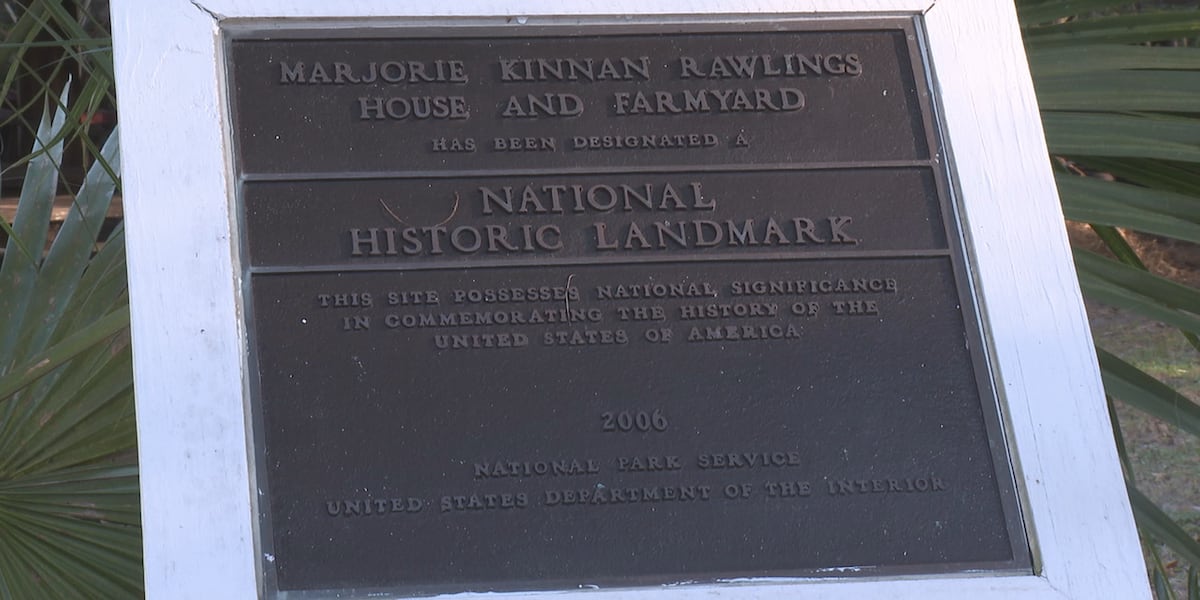 MARJORIE KINNAN RAWLINGS
HOUSE AND FARMYARD
HAS BEEN DESIGNATED A
NATIONAL
HISTORIC LANDMARK
THIS SITE POSSESSES NATIONAL SIGNIFICANCE
IN COMMEMORATING THE HISTORY OF THE
UNITED STATES OF AMERICA
2006
NATIONAL PARK SERVICE
UNITED STATES DEPARTMENT OF THE INTERIOR